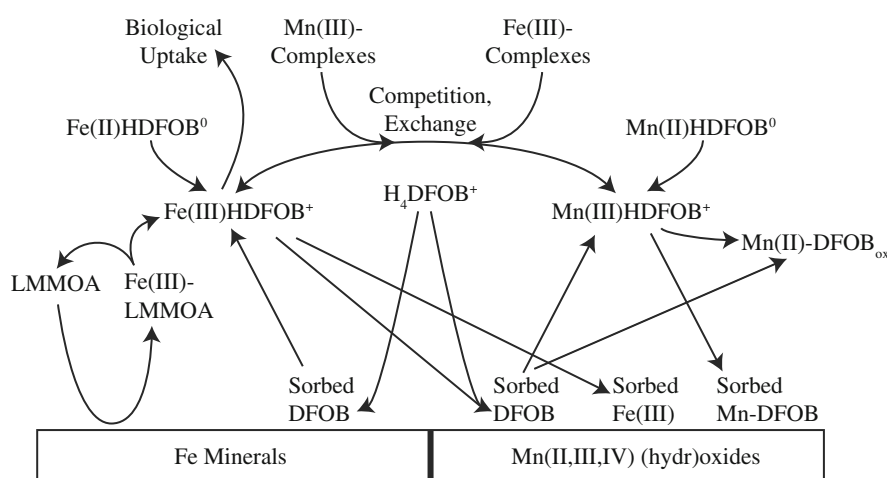 Biological
Uptake
Mn(III)-
Complexes
Fe(III)-
Complexes
Competition,
Exchange
Fe(II)HDFOB⁰
Mn(II)HDFOB⁰
Fe(III)HDFOB⁺
H₄DFOB⁺
Mn(III)HDFOB⁺
Mn(II)-DFOBₒₓ
LMMOA
Fe(III)-
LMMOA
Sorbed
DFOB
Sorbed
DFOB
Sorbed
Fe(III)
Sorbed
Mn-DFOB
Fe Minerals
Mn(II,III,IV) (hydr)oxides